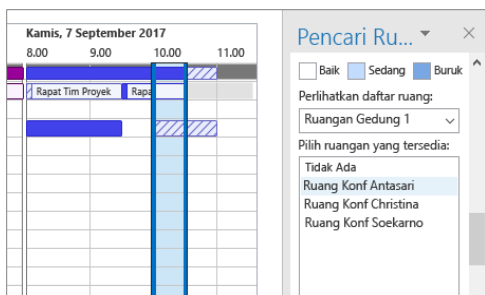 Kamis, 7 September 2017
8.00 9.00 10.00 11.00
Rapat Tim Proyek
Rapa
Pencari Ru...
Baik Sedang Buruk
Perlihatkan daftar ruang:
Ruangan Gedung 1
Pilih ruangan yang tersedia:
Tidak Ada
Ruang Konf Antasari
Ruang Konf Christina
Ruang Konf Soekarno